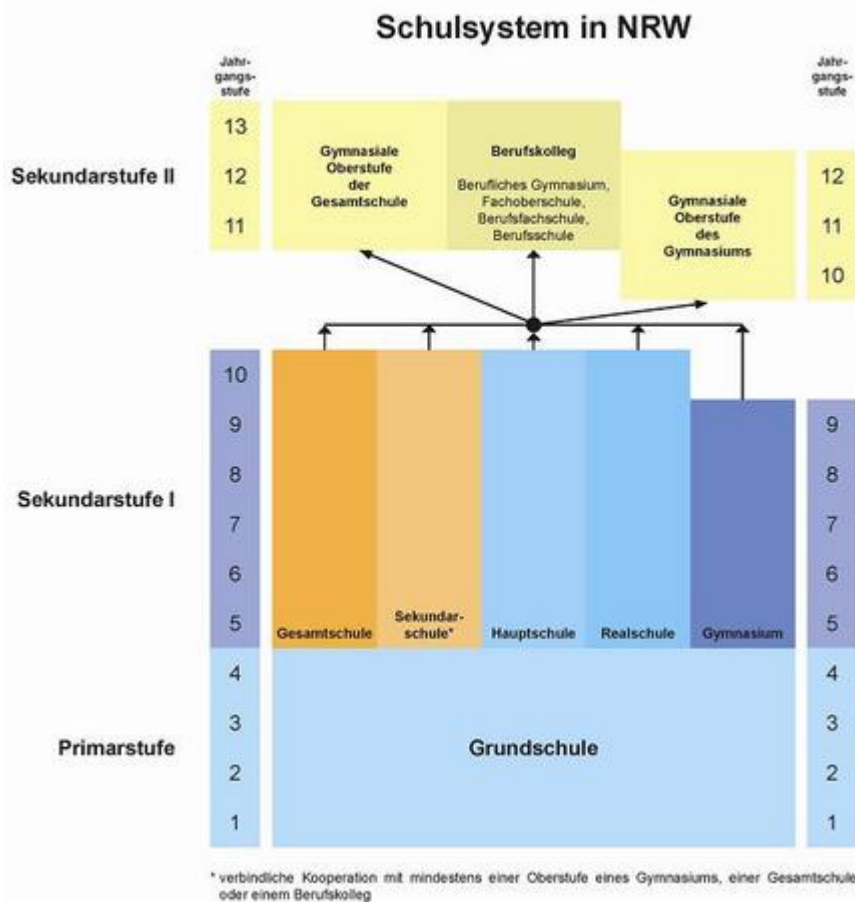 Schulsystem in NRW
Jahr-
gangs-
stufe
Jahr-
gangs-
stufe
Sekundarstufe II
13
12
11
Gymnasiale
Oberstufe
der
Gesamtschule
Berufskolleg
Berufliches Gymnasium,
Fachoberschule,
Berufsfachschule,
Berufsschule
Gymnasiale
Oberstufe
des
Gymnasiums
12
11
10
Sekundarstufe I
10
9
8
7
6
5
Gesamtschule
Sekundar-
schule*
Hauptschule
Realschule
Gymnasium
9
8
7
6
5
Primarstufe
4
3
2
1
Grundschule
4
3
2
1
* verbindliche Kooperation mit mindestens einer Oberstufe eines Gymnasiums, einer Gesamtschule
oder einem Berufskolleg